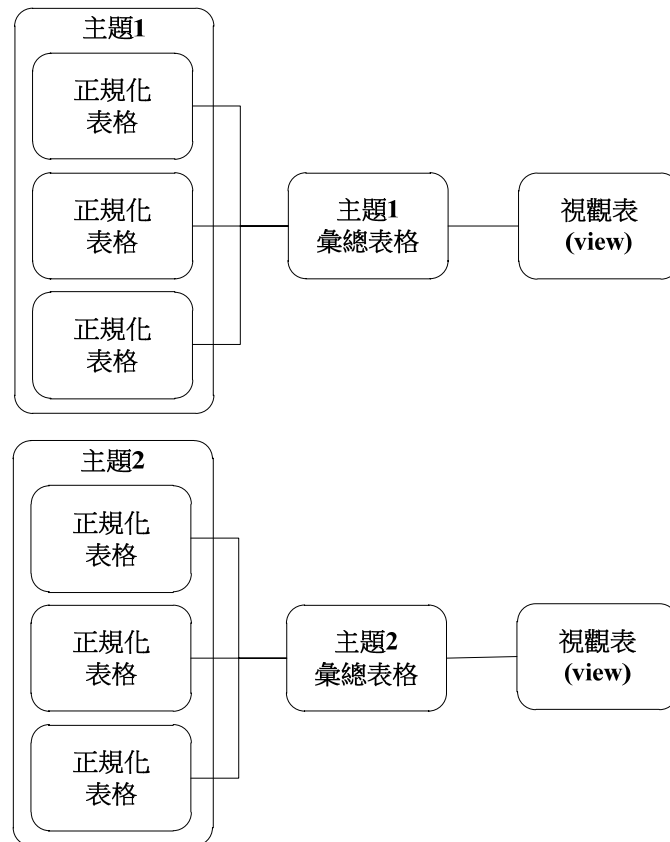 主題1
正規化
表格
正規化
表格
正規化
表格
主題1
彙總表格
視觀表
(view)
主題2
正規化
表格
正規化
表格
正規化
表格
主題2
彙總表格
視觀表
(view)